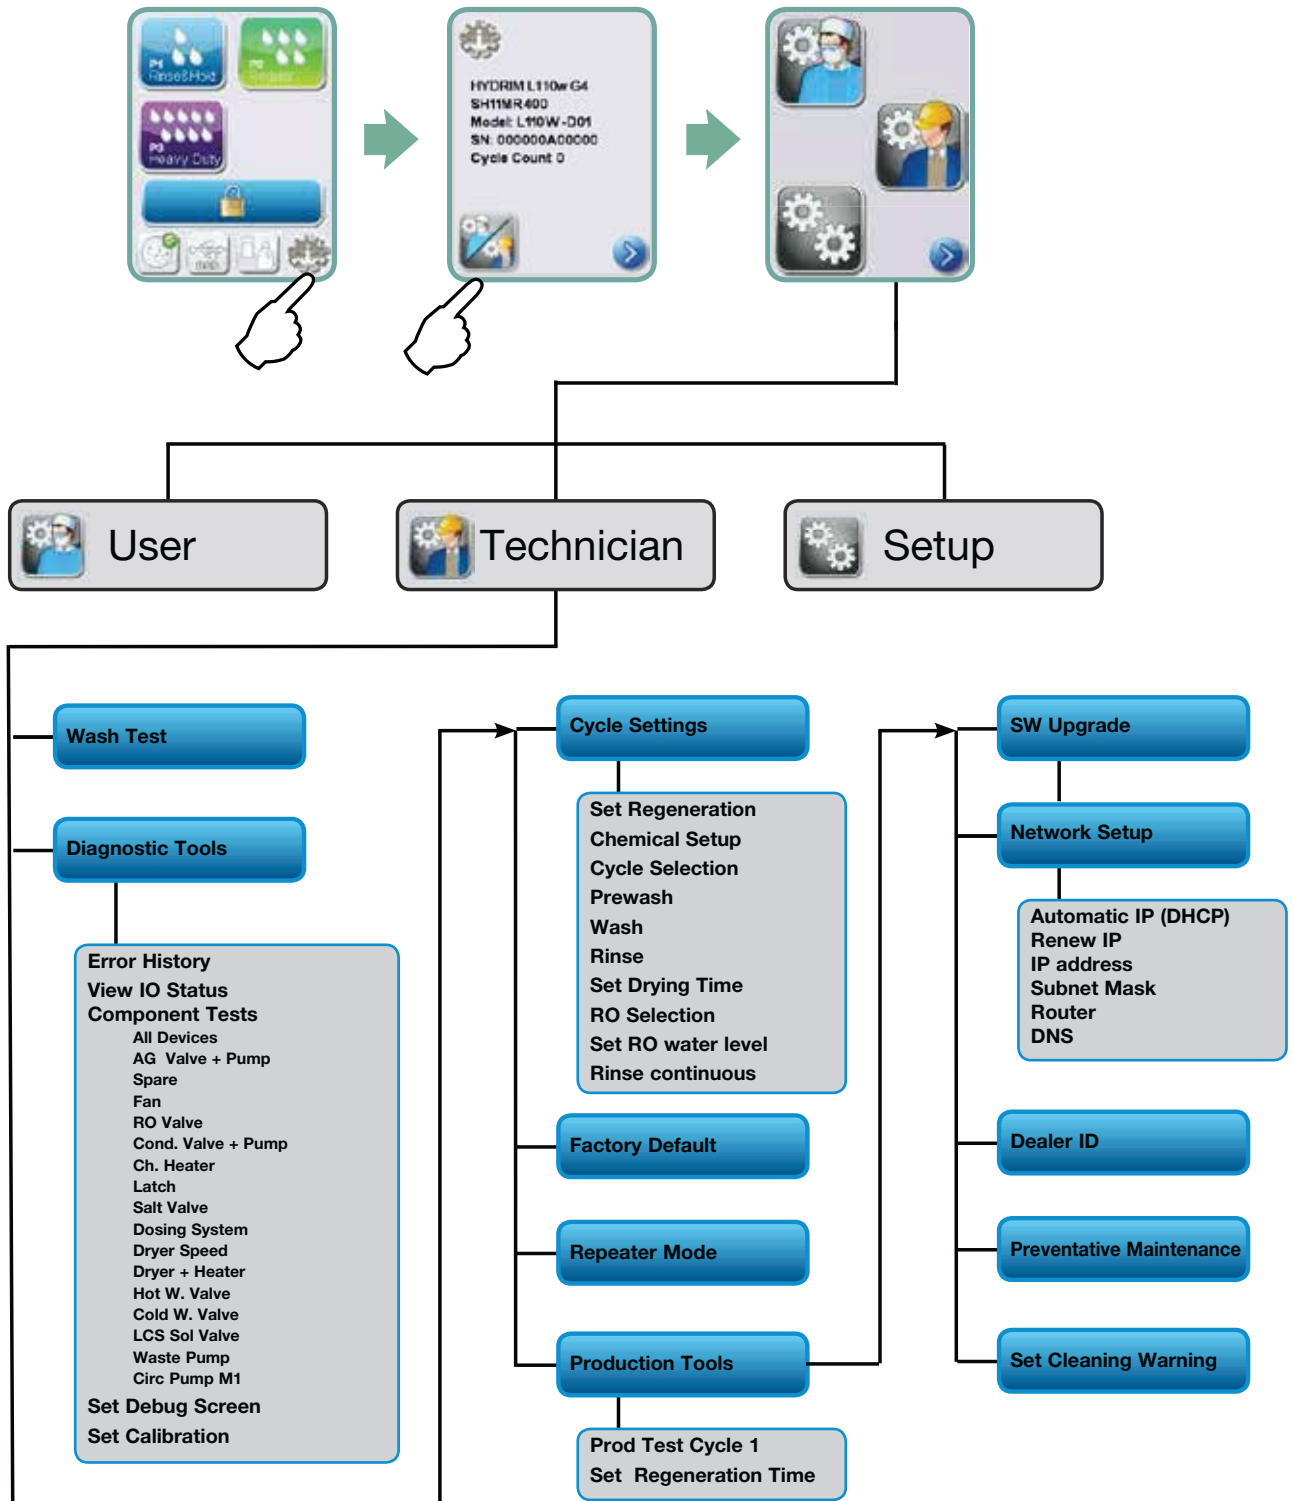 P1
Rinse&Hold
P2
Regular
P3
Heavy Duty
HYDRIM L110w G4
SH11MR400
Model: L110W-D01
SN: 000000A00000
Cycle Count 0
User
Technician
Setup
Wash Test
Diagnostic Tools
Error History
View IO Status
Component Tests
All Devices
AG Valve + Pump
Spare
Fan
RO Valve
Cond. Valve + Pump
Ch. Heater
Latch
Salt Valve
Dosing System
Dryer Speed
Dryer + Heater
Hot W. Valve
Cold W. Valve
LCS Sol Valve
Waste Pump
Circ Pump M1
Set Debug Screen
Set Calibration
Cycle Settings
Set Regeneration
Chemical Setup
Cycle Selection
Prewash
Wash
Rinse
Set Drying Time
RO Selection
Set RO water level
Rinse continuous
Factory Default
Repeater Mode
Production Tools
Prod Test Cycle 1
Set Regeneration Time
SW Upgrade
Network Setup
Automatic IP (DHCP)
Renew IP
IP address
Subnet Mask
Router
DNS
Dealer ID
Preventative Maintenance
Set Cleaning Warning